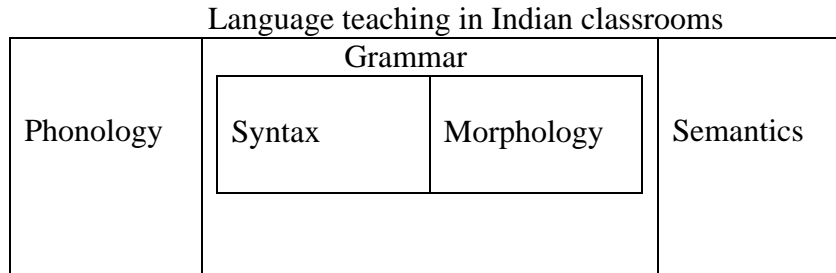 Language teaching in Indian classrooms
Grammar
Phonology Syntax Morphology Semantics